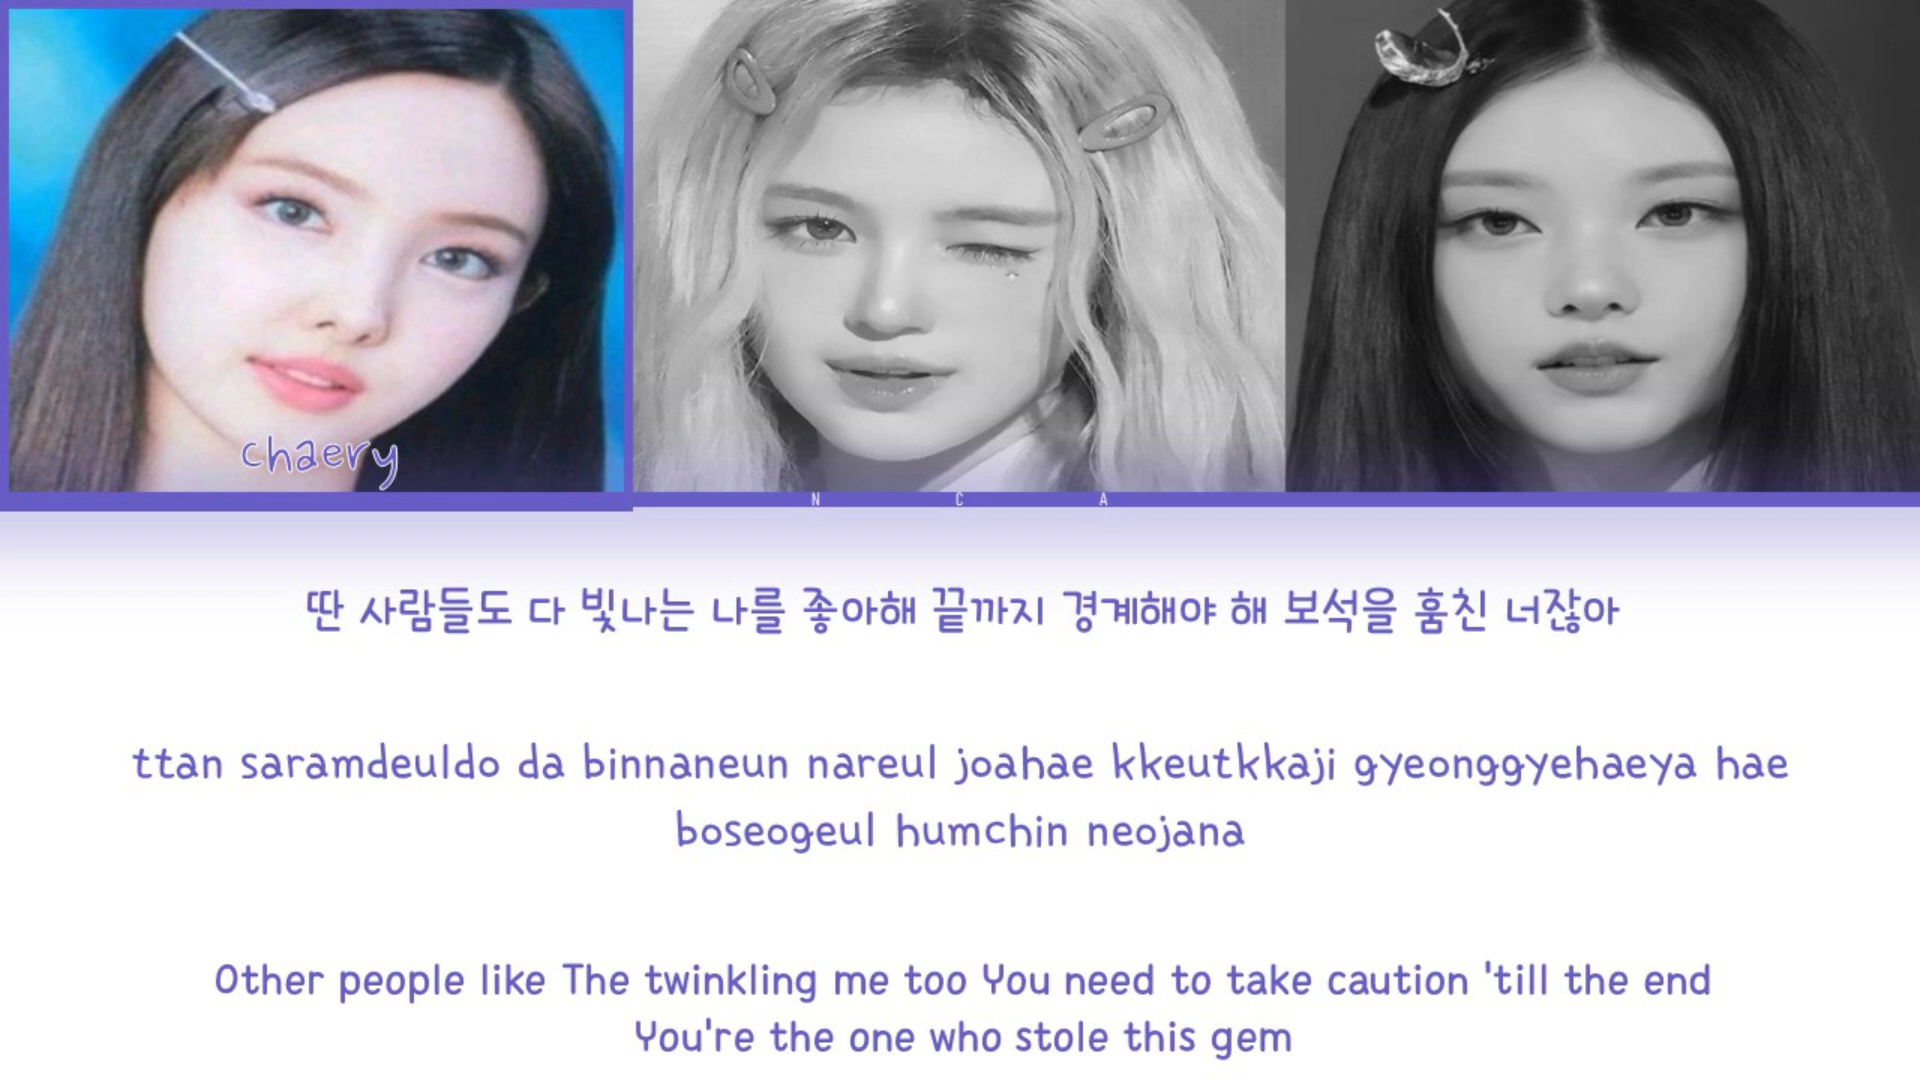 chaery
N C A
딴 사람들도 다 빛나는 나를 좋아해 끝까지 경계해야 해 보석을 훔친 너잖아
ttan saramdeuldo da binnaneun nareul joahae kkeutkkaji gyeonggyehaeya hae
boseogeul humchin neojana
Other people like The twinkling me too You need to take caution 'till the end
You're the one who stole this gem